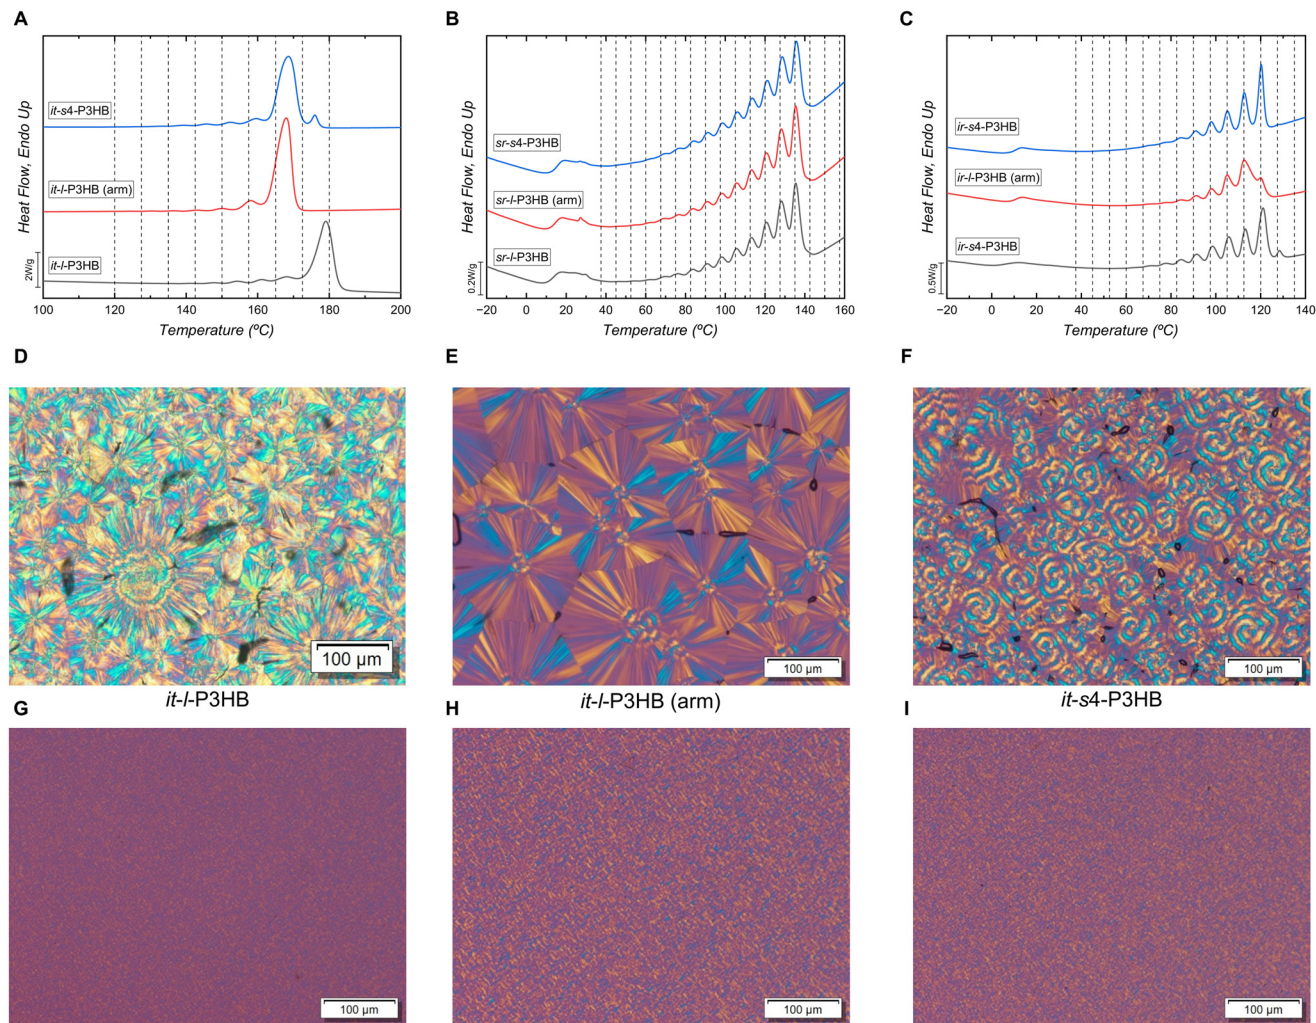 A
it-s4-P3HB
it-l-P3HB (arm)
it-l-P3HB
Heat Flow, Endo Up
2W/g
100 120 140 160 180 200
Temperature (ºC)
B
sr-s4-P3HB
sr-l-P3HB (arm)
sr-l-P3HB
Heat Flow, Endo Up
0.2W/g
−20 0 20 40 60 80 100 120 140 160
Temperature (ºC)
C
ir-s4-P3HB
ir-l-P3HB (arm)
ir-s4-P3HB
Heat Flow, Endo Up
0.5W/g
−20 0 20 40 60 80 100 120 140
Temperature (ºC)
D
100 µm
it-l-P3HB
E
100 µm
it-l-P3HB (arm)
F
100 µm
it-s4-P3HB
G
100 µm
H
100 µm
I
100 µm